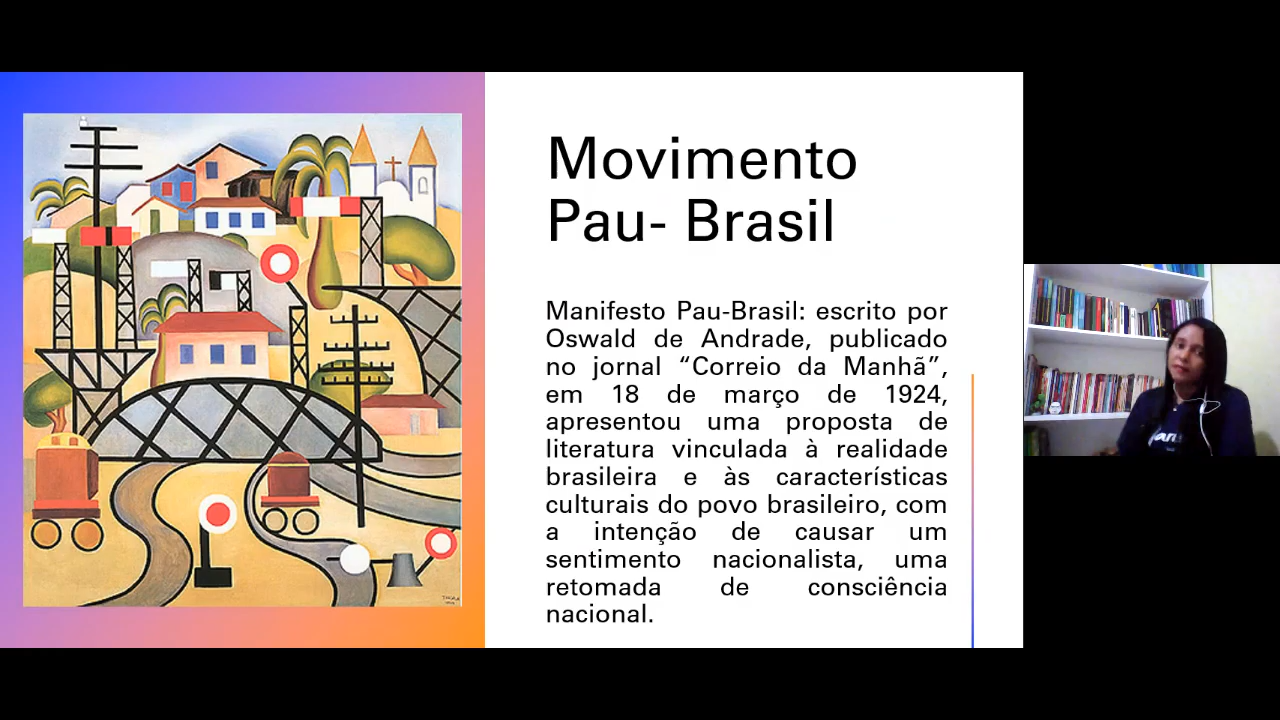 Movimento
Pau- Brasil
Manifesto Pau-Brasil: escrito por
Oswald de Andrade, publicado
no jornal “Correio da Manhã”,
em 18 de março de 1924,
apresentou uma proposta de
literatura vinculada à realidade
brasileira e às características
culturais do povo brasileiro, com
a intenção de causar um
sentimento nacionalista, uma
retomada de consciência
nacional.